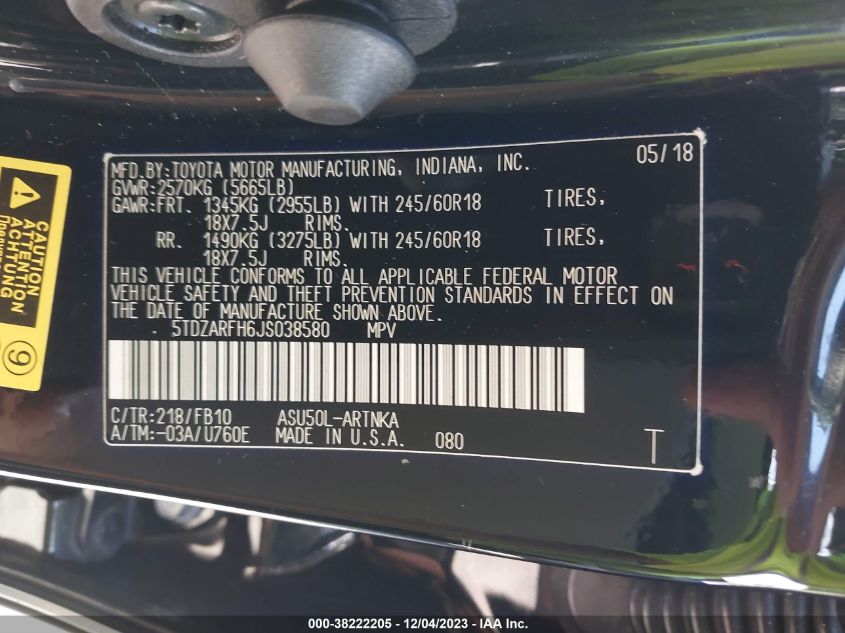 MFD.BY:TOYOTA MOTOR MANUFACTURING, INDIANA, INC. 05/18
GVWR:2570KG (5665LB)
GAWR:FRT. 1345KG (2955LB) WITH 245/60R18 TIRES,
18X7.5J RIMS.
RR. 1490KG (3275LB) WITH 245/60R18 TIRES,
18X7.5J RIMS.
THIS VEHICLE CONFORMS TO ALL APPLICABLE FEDERAL MOTOR
VEHICLE SAFETY AND THEFT PREVENTION STANDARDS IN EFFECT ON
THE DATE OF MANUFACTURE SHOWN ABOVE.
5TDZARFH6JS038580 MPV
C/TR:218/FB10 ASU50L-ARTNKA
A/TM:-03A/U760E MADE IN U.S.A. 080 T
CAUTION
ATTENTION
ACHTUNG
9
000-38222205 - 12/04/2023 - IAA Inc.